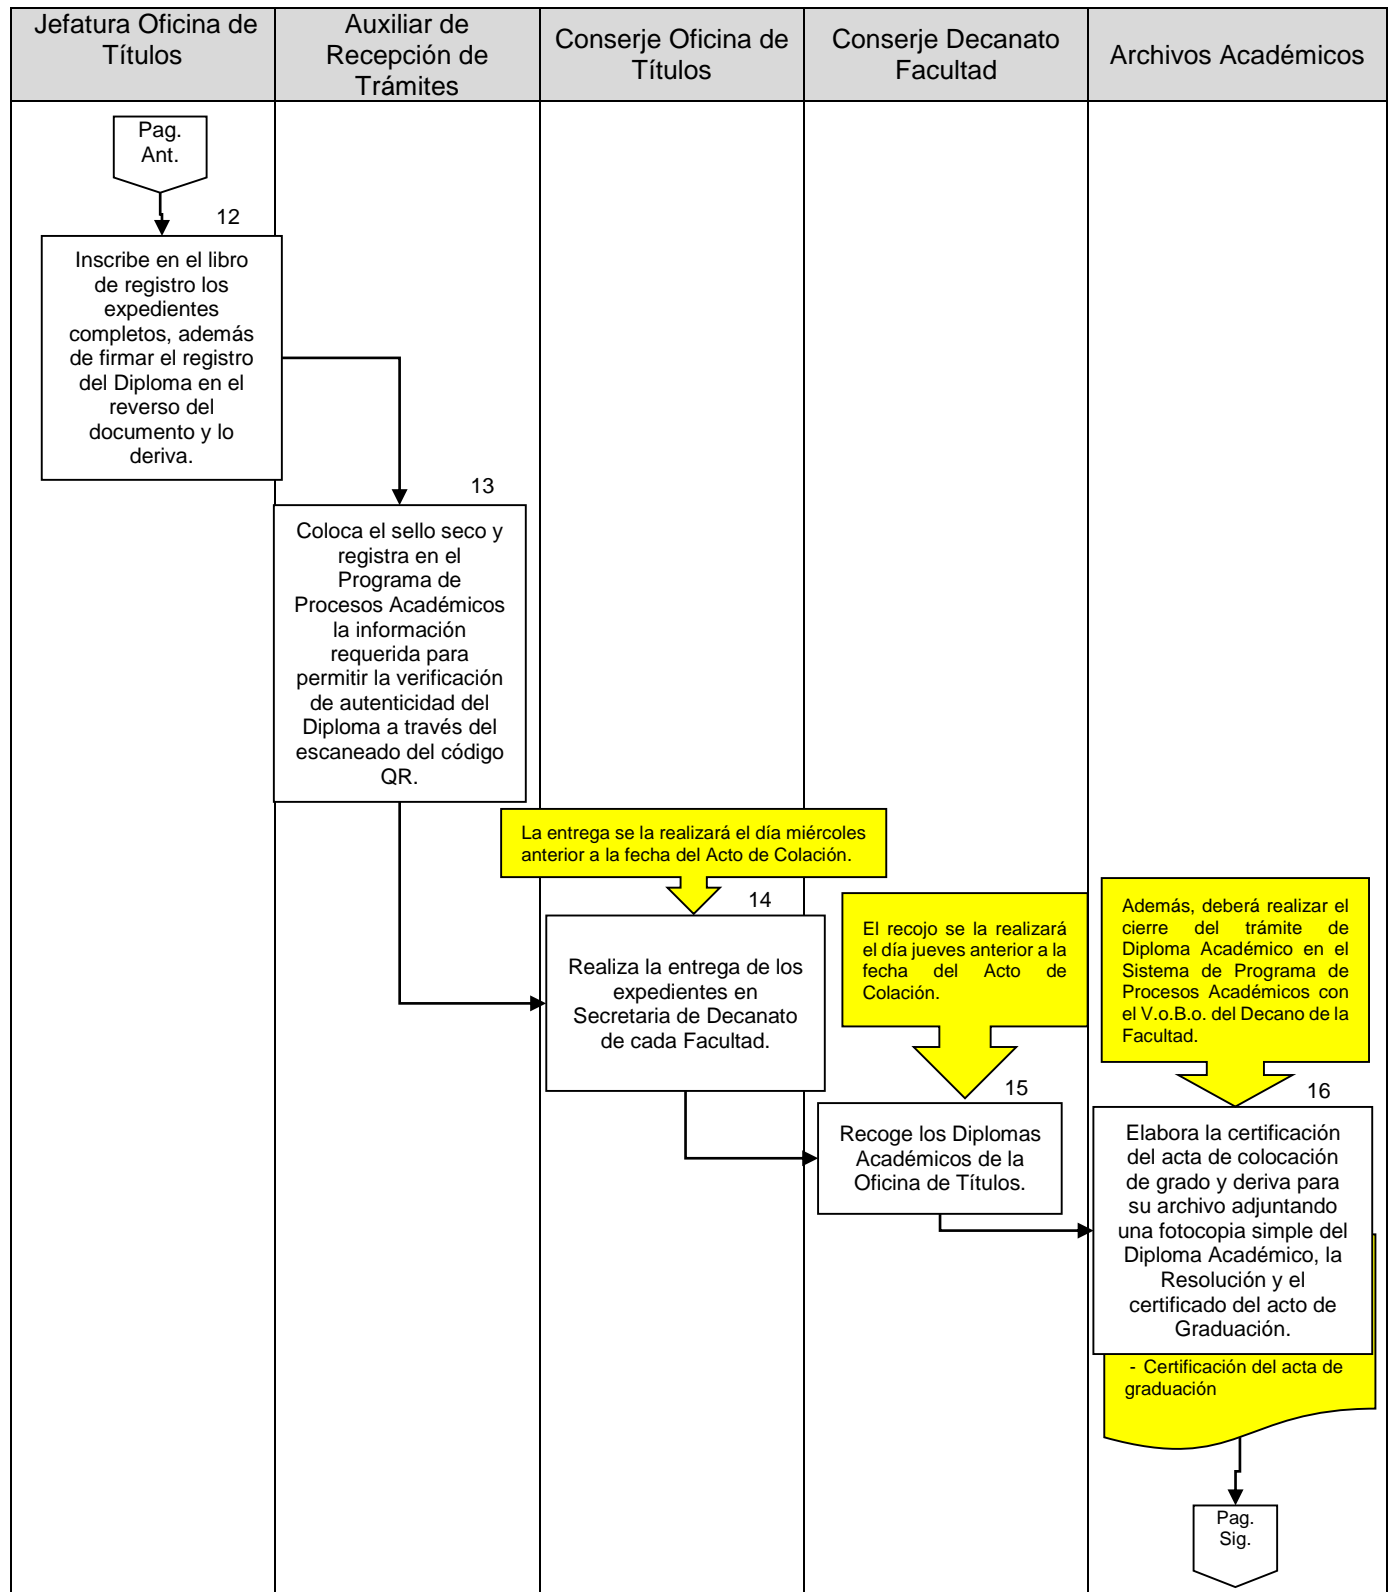 Jefatura Oficina de
Títulos
Auxiliar de
Recepción de
Trámites
Conserje Oficina de
Títulos
Conserje Decanato
Facultad
Archivos Académicos
Pag.
Ant.
12
Inscribe en el libro
de registro los
expedientes
completos, además
de firmar el registro
del Diploma en el
reverso del
documento y lo
deriva.
13
Coloca el sello seco y
registra en el
Programa de
Procesos Académicos
la información
requerida para
permitir la verificación
de autenticidad del
Diploma a través del
escaneado del código
QR.
La entrega se la realizará el día miércoles
anterior a la fecha del Acto de Colación.
14
Realiza la entrega de los
expedientes en
Secretaria de Decanato
de cada Facultad.
El recojo se la realizará
el día jueves anterior a la
fecha del Acto de
Colación.
15
Recoge los Diplomas
Académicos de la
Oficina de Títulos.
Además, deberá realizar el
cierre del trámite de
Diploma Académico en el
Sistema de Programa de
Procesos Académicos con
el V.o.B.o. del Decano de la
Facultad.
16
Elabora la certificación
del acta de colocación
de grado y deriva para
su archivo adjuntando
una fotocopia simple del
Diploma Académico, la
Resolución y el
certificado del acto de
Graduación.
- Certificación del acta de
graduación
Pag.
Sig.